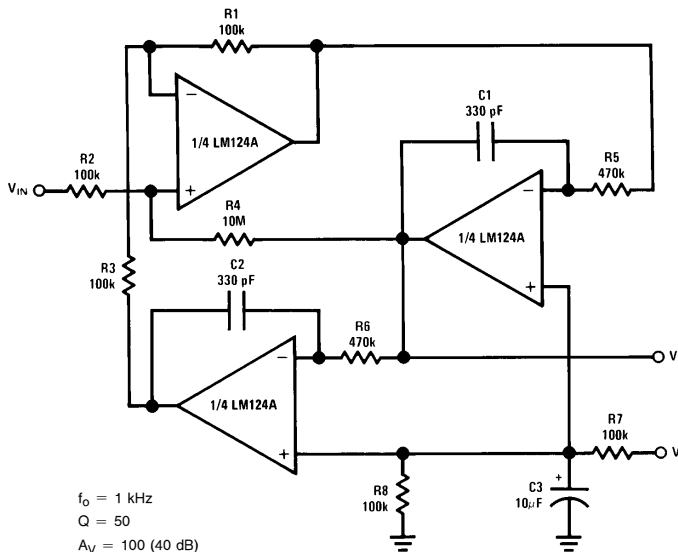 R1
100k
−
1/4 LM124A
+
R2
100k
VIN
R4
10M
C1
330 pF
R5
470k
−
1/4 LM124A
+
R3
100k
C2
330 pF
R6
470k
−
1/4 LM124A
+
V
R7
100k
V
R8
100k
+
C3
10μF
fo = 1 kHz
Q = 50
AV = 100 (40 dB)